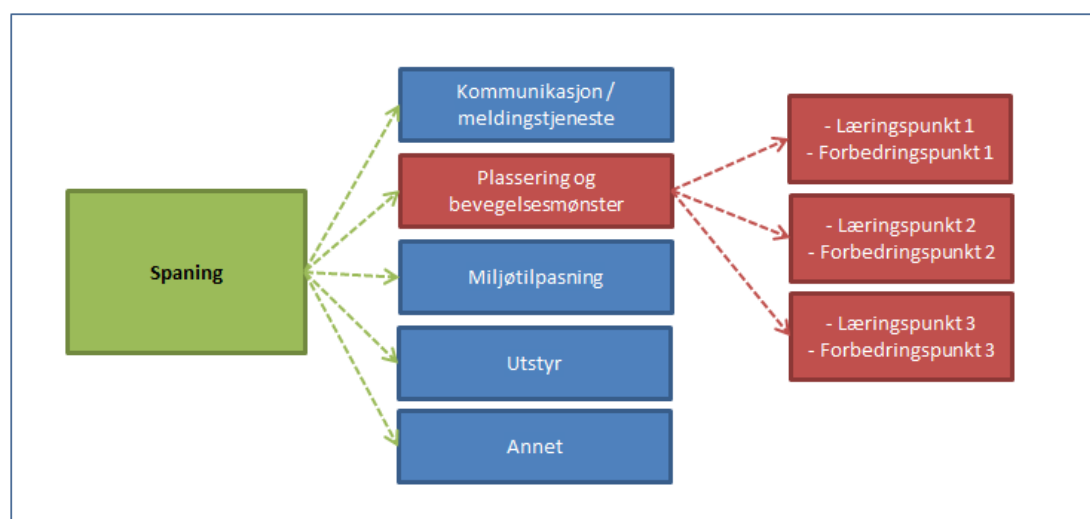 Spaning
Kommunikasjon /
meldingstjeneste
Plassering og
bevegelsesmønster
Miljøtilpasning
Utstyr
Annet
- Læringspunkt 1
- Forbedringspunkt 1
- Læringspunkt 2
- Forbedringspunkt 2
- Læringspunkt 3
- Forbedringspunkt 3